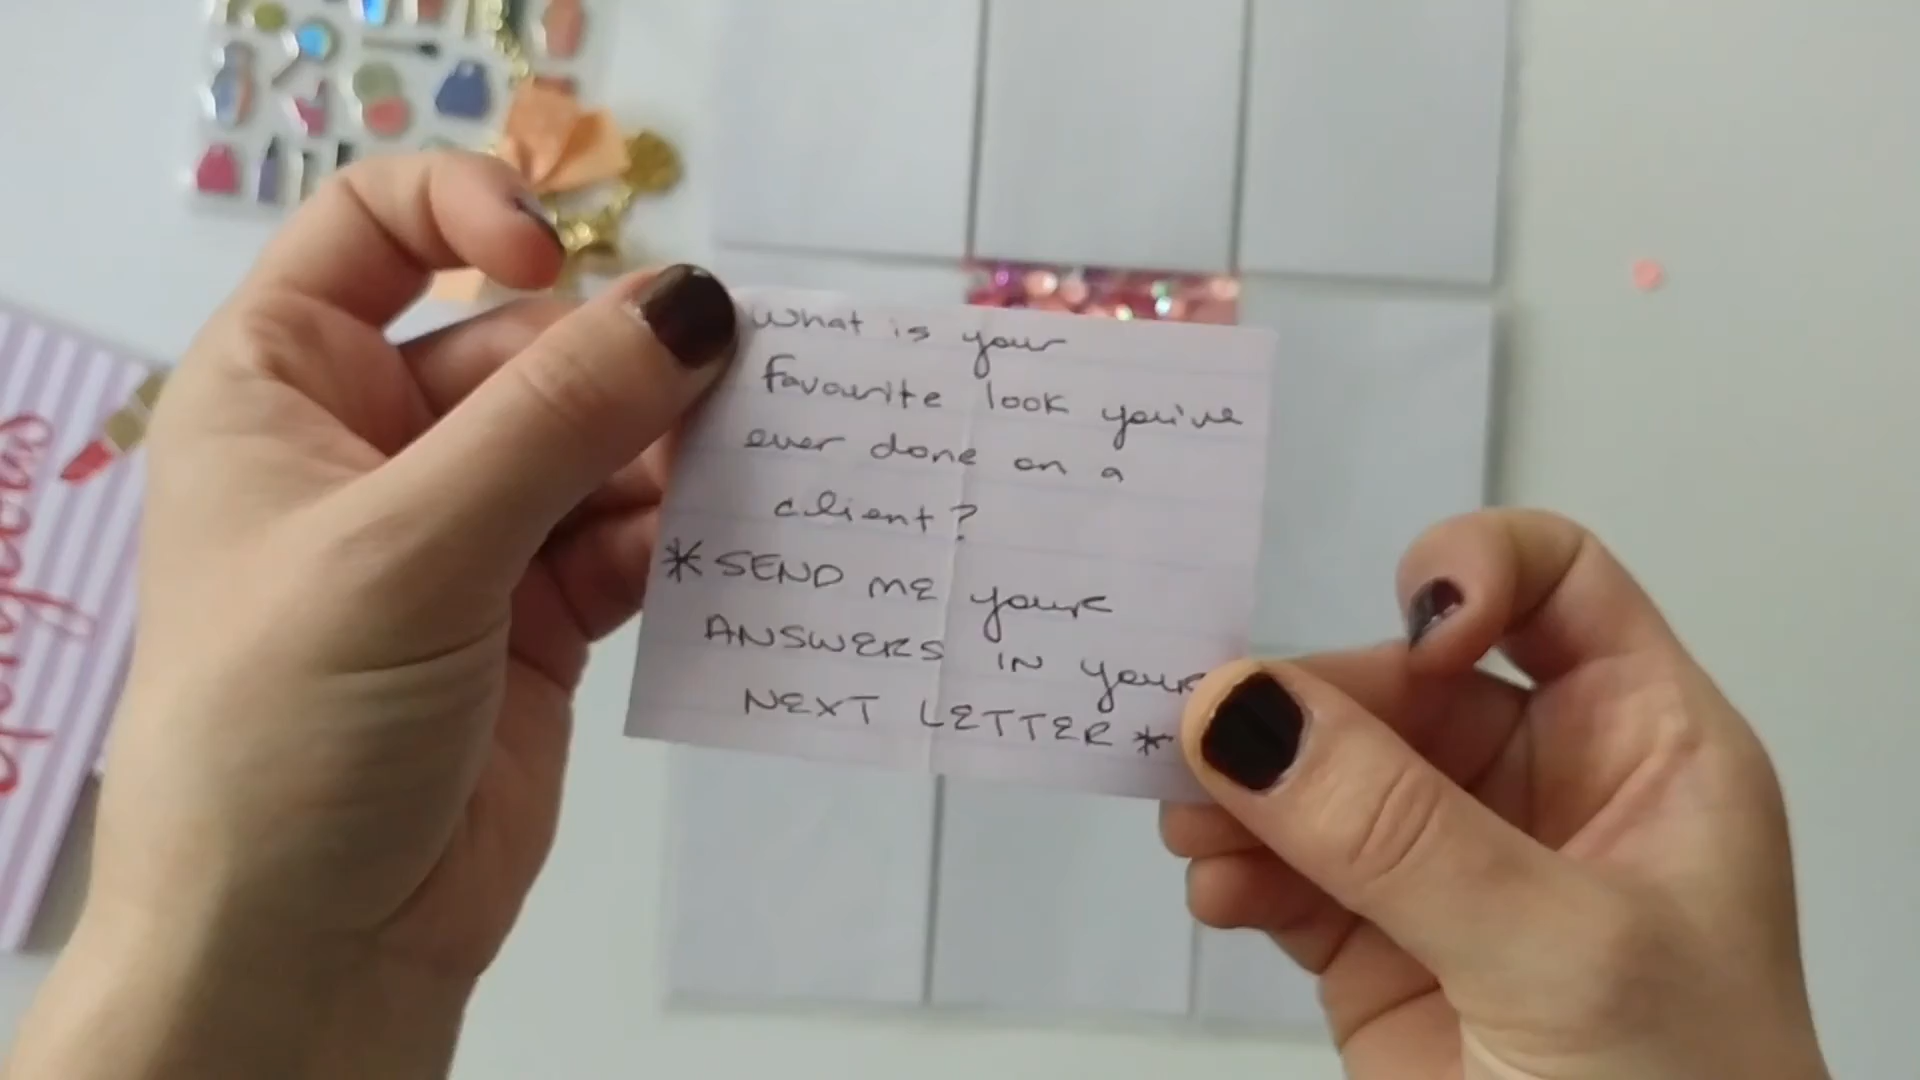 What is your
favourite look you've
ever done on a
client?
* SEND ME YOUR
ANSWERS IN YOUR
NEXT LETTER *